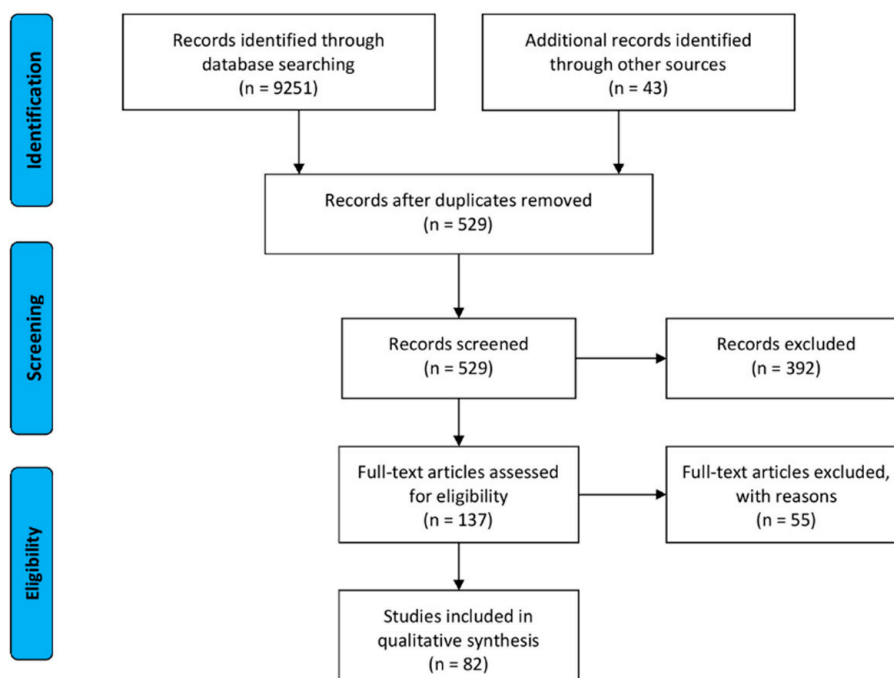 Identification
Records identified through
database searching
(n = 9251)
Additional records identified
through other sources
(n = 43)
Records after duplicates removed
(n = 529)
Screening
Records screened
(n = 529)
Records excluded
(n = 392)
Eligibility
Full-text articles assessed
for eligibility
(n = 137)
Full-text articles excluded,
with reasons
(n = 55)
Studies included in
qualitative synthesis
(n = 82)